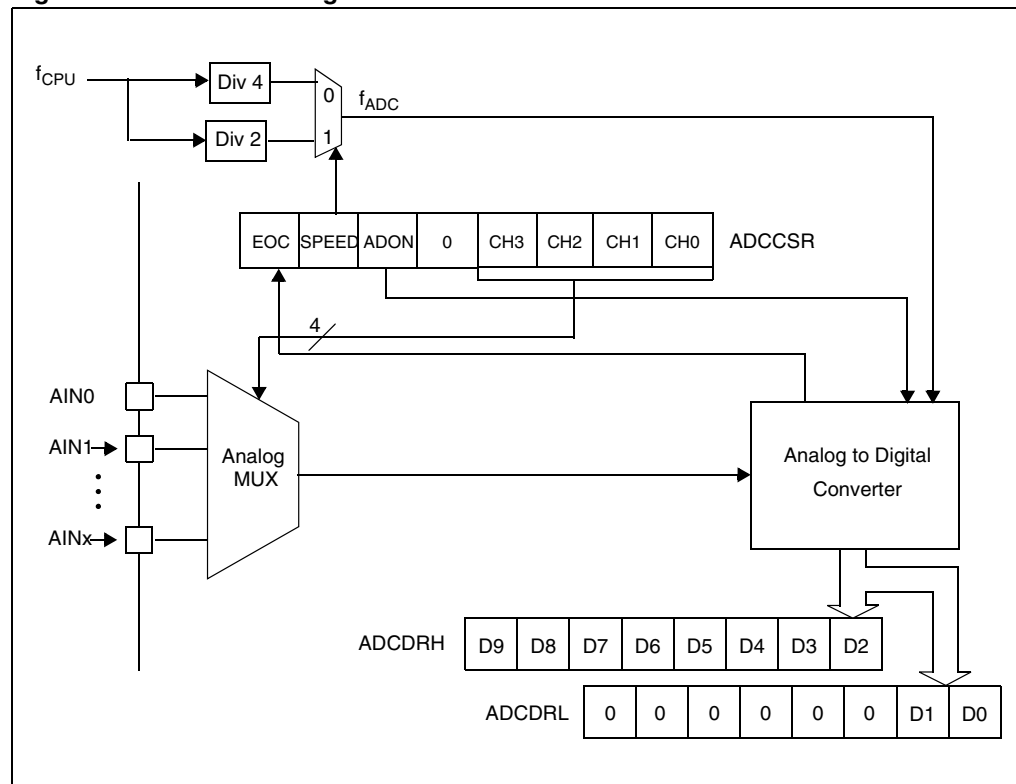 fCPU
Div 4
Div 2
0
1
fADC
EOC SPEED ADON 0 CH3 CH2 CH1 CH0 ADCCSR
4
AIN0
AIN1
AINx
Analog
MUX
Analog to Digital
Converter
ADCDRH D9 D8 D7 D6 D5 D4 D3 D2
ADCDRL 0 0 0 0 0 0 D1 D0